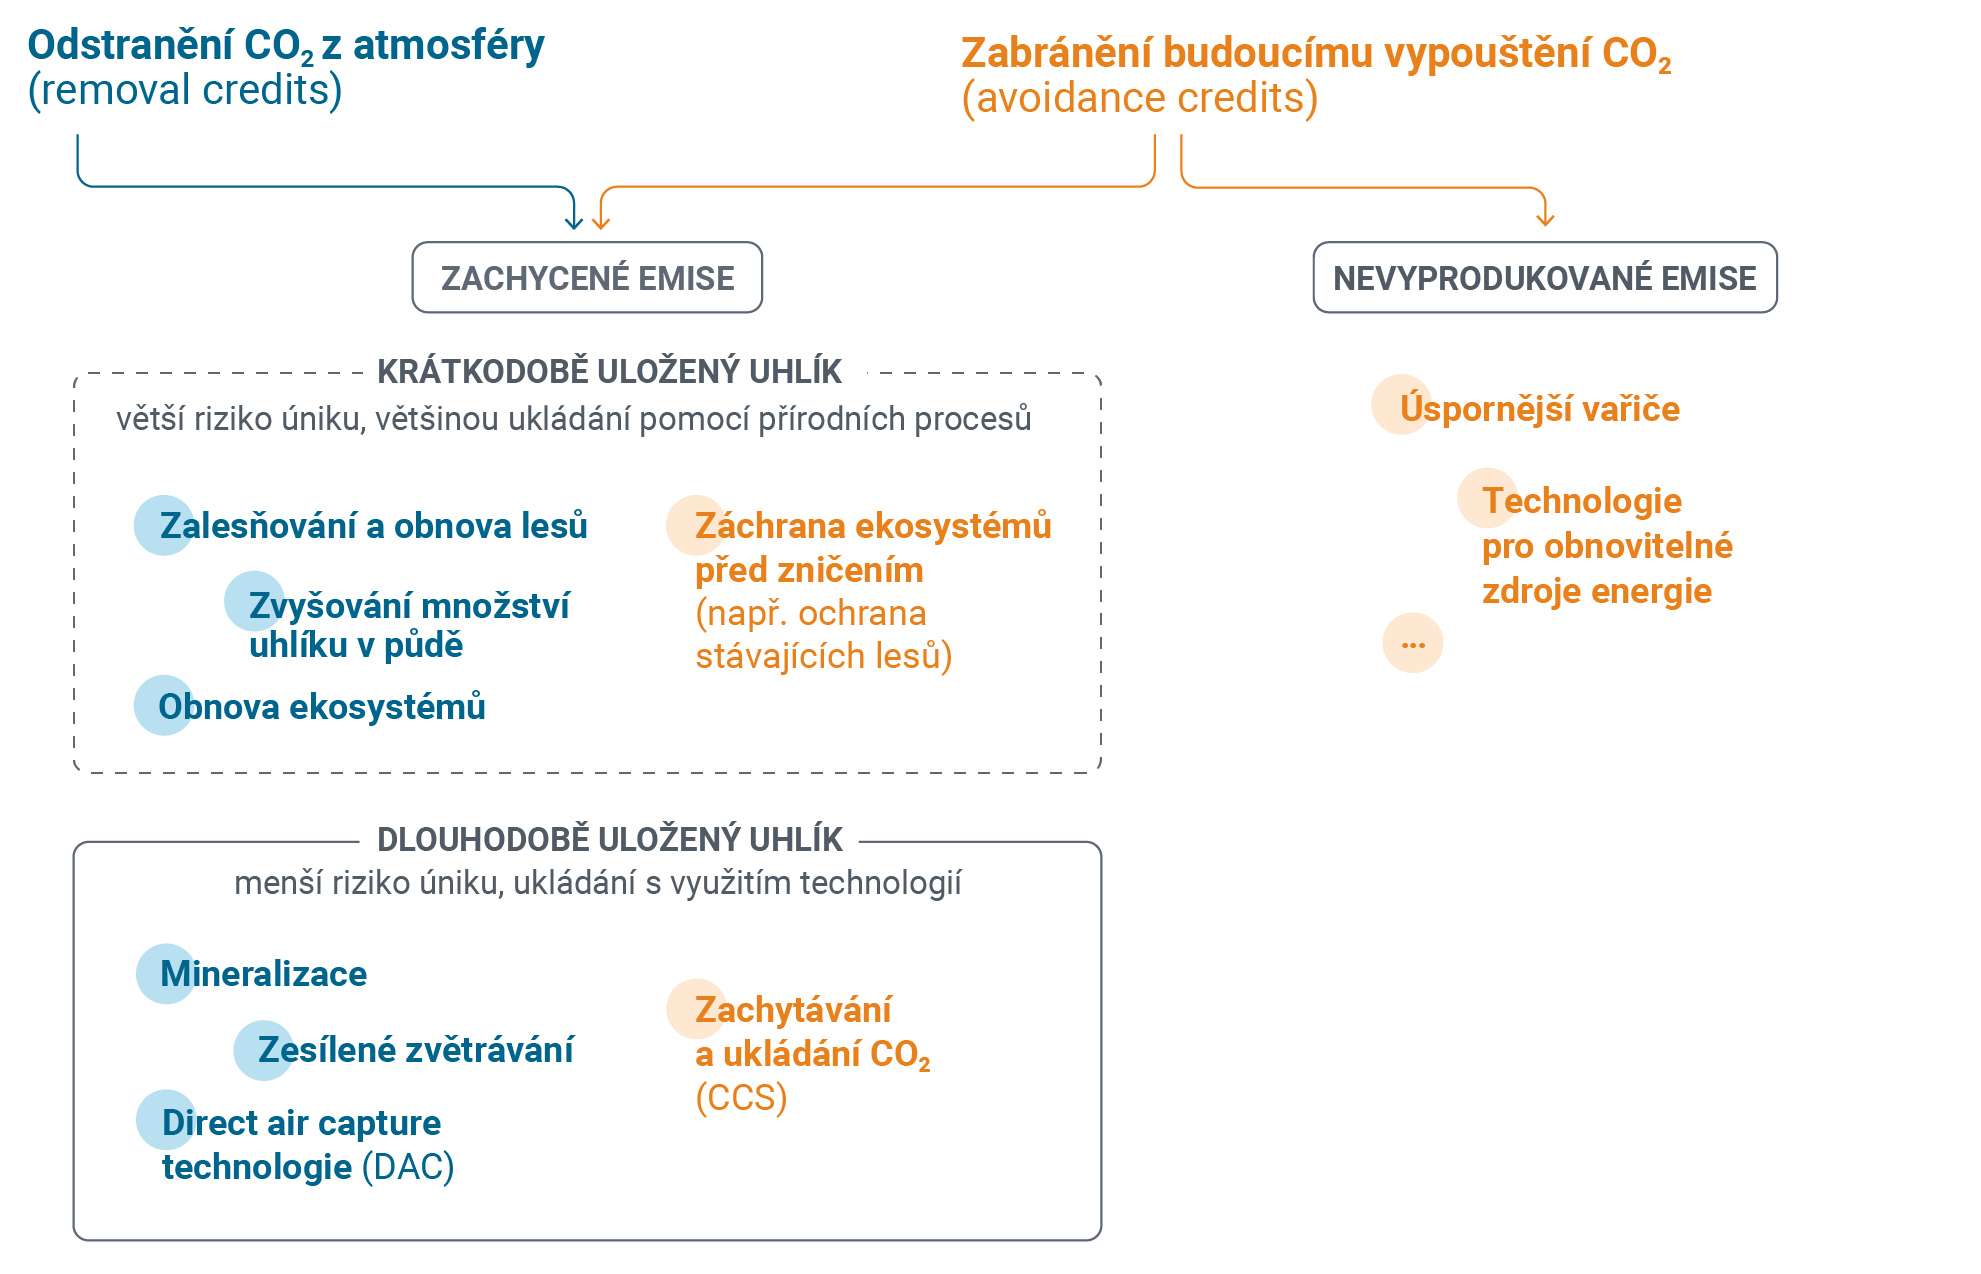 Odstranění CO₂ z atmosféry
(removal credits)
Zabránění budoucímu vypouštění CO₂
(avoidance credits)
ZACHYCENÉ EMISE
NEVYPRODUKOVANÉ EMISE
KRÁTKODOBĚ ULOŽENÝ UHLÍK
větší riziko úniku, většinou ukládání pomocí přírodních procesů
Zalesňování a obnova lesů
Zvyšování množství
uhlíku v půdě
Obnova ekosystémů
Záchrana ekosystémů
před zničením
(např. ochrana
stávajících lesů)
Úspornější vařiče
Technologie
pro obnovitelné
zdroje energie
...
DLOUHODOBĚ ULOŽENÝ UHLÍK
menší riziko úniku, ukládání s využitím technologií
Mineralizace
Zesílené zvětrávání
Direct air capture
technologie (DAC)
Zachytávání
a ukládání CO₂
(CCS)